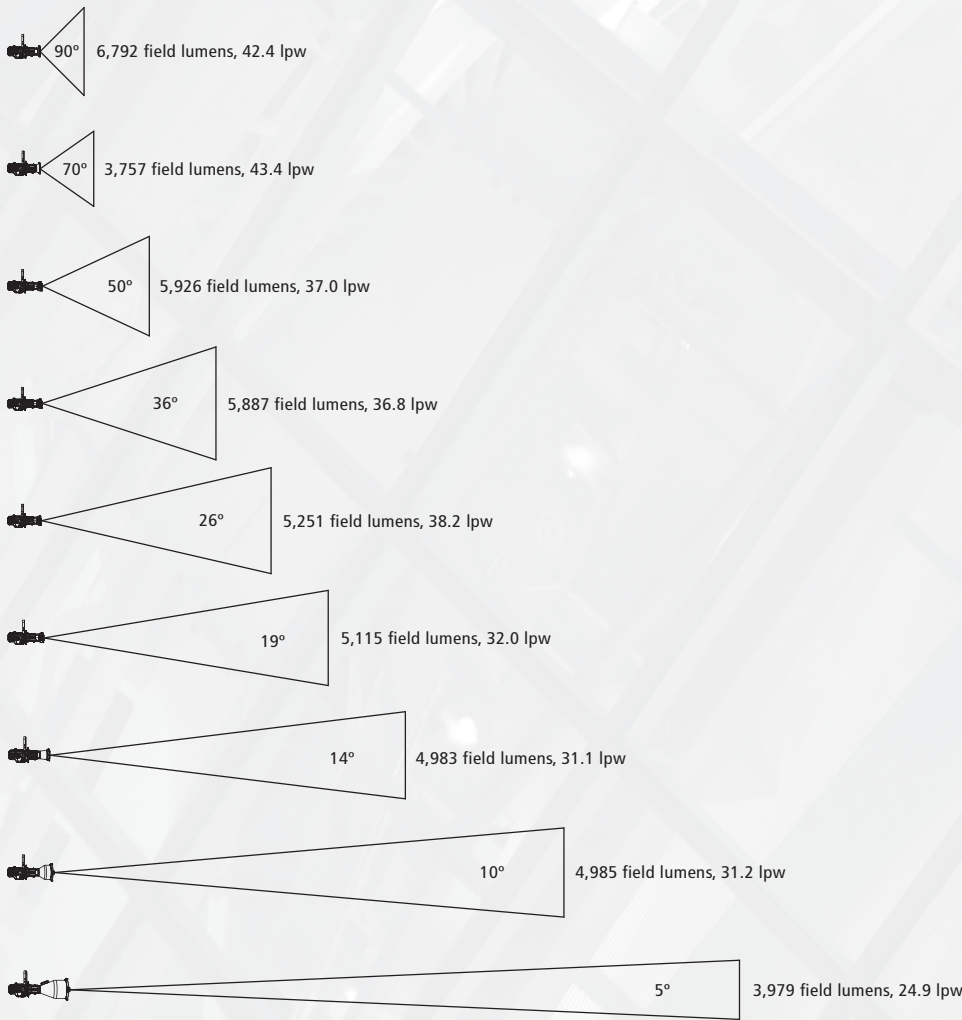 90º 6,792 field lumens, 42.4 lpw
70º 3,757 field lumens, 43.4 lpw
50º 5,926 field lumens, 37.0 lpw
36º 5,887 field lumens, 36.8 lpw
26º 5,251 field lumens, 38.2 lpw
19º 5,115 field lumens, 32.0 lpw
14º 4,983 field lumens, 31.1 lpw
10º 4,985 field lumens, 31.2 lpw
5º 3,979 field lumens, 24.9 lpw